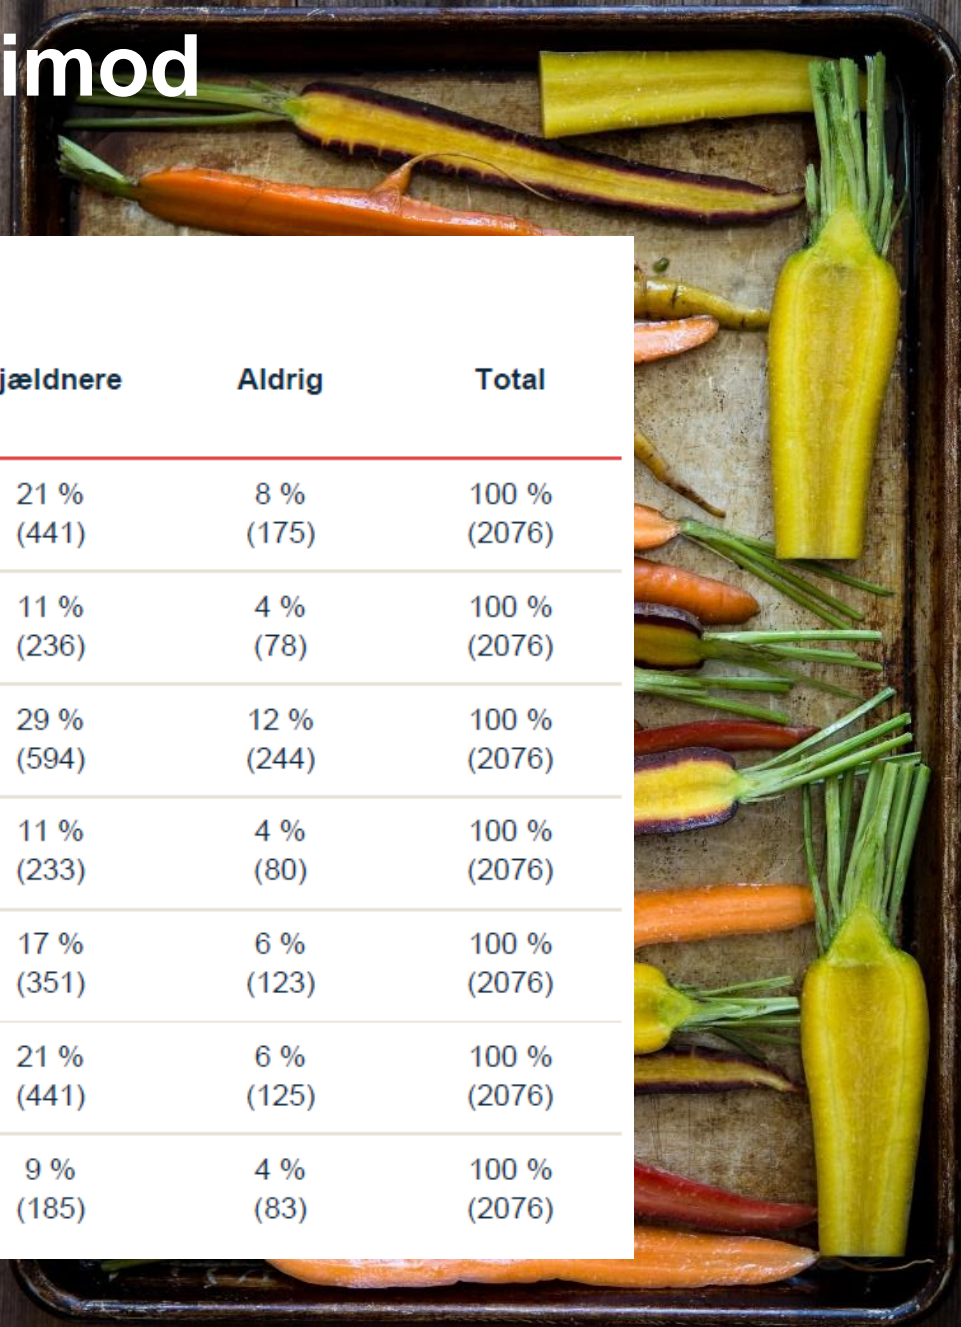 imod
jældnere Aldrig Total
21 % 8 % 100 %
(441) (175) (2076)
11 % 4 % 100 %
(236) (78) (2076)
29 % 12 % 100 %
(594) (244) (2076)
11 % 4 % 100 %
(233) (80) (2076)
17 % 6 % 100 %
(351) (123) (2076)
21 % 6 % 100 %
(441) (125) (2076)
9 % 4 % 100 %
(185) (83) (2076)